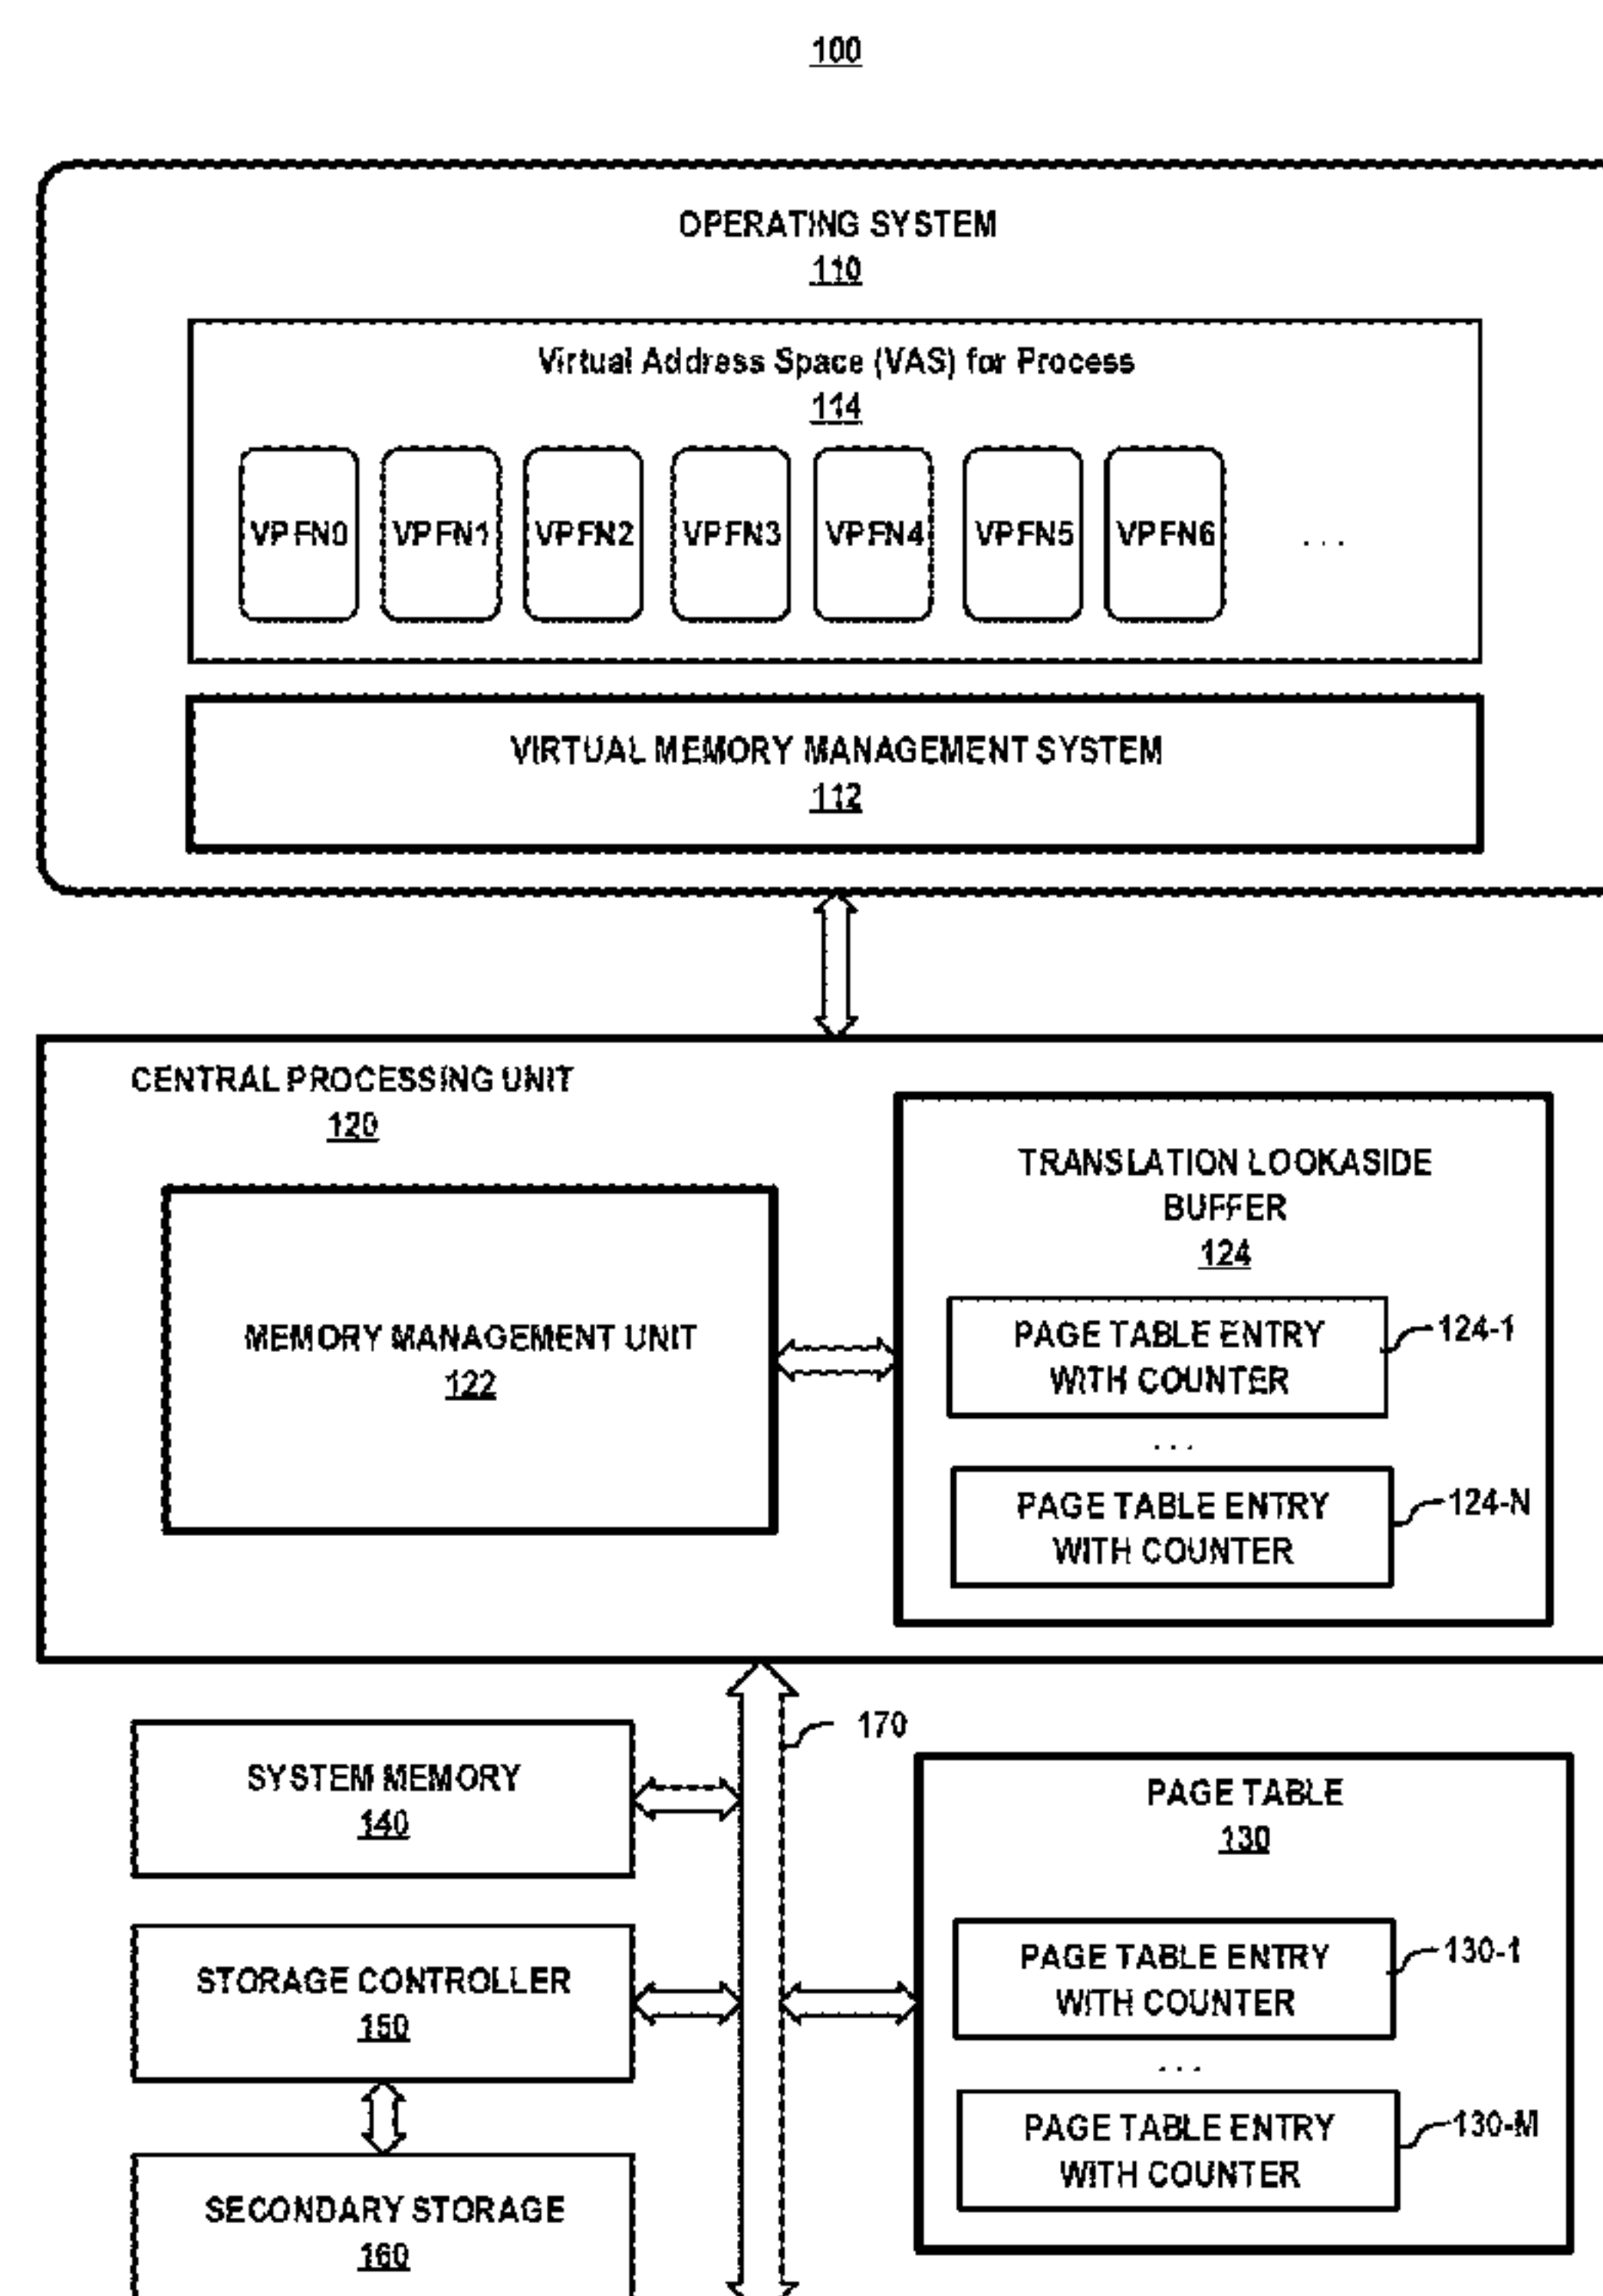 100
OPERATING SYSTEM
110
Virtual Address Space (VAS) for Process
114
VPFN0 VPFN1 VPFN2 VPFN3 VPFN4 VPFN5 VPFN6 ...
VIRTUAL MEMORY MANAGEMENT SYSTEM
112
CENTRAL PROCESSING UNIT
120
MEMORY MANAGEMENT UNIT
122
TRANSLATION LOOKASIDE
BUFFER
124
PAGE TABLE ENTRY
WITH COUNTER
124-1
...
PAGE TABLE ENTRY
WITH COUNTER
124-N
170
SYSTEM MEMORY
140
STORAGE CONTROLLER
150
SECONDARY STORAGE
160
PAGE TABLE
130
PAGE TABLE ENTRY
WITH COUNTER
130-1
...
PAGE TABLE ENTRY
WITH COUNTER
130-M